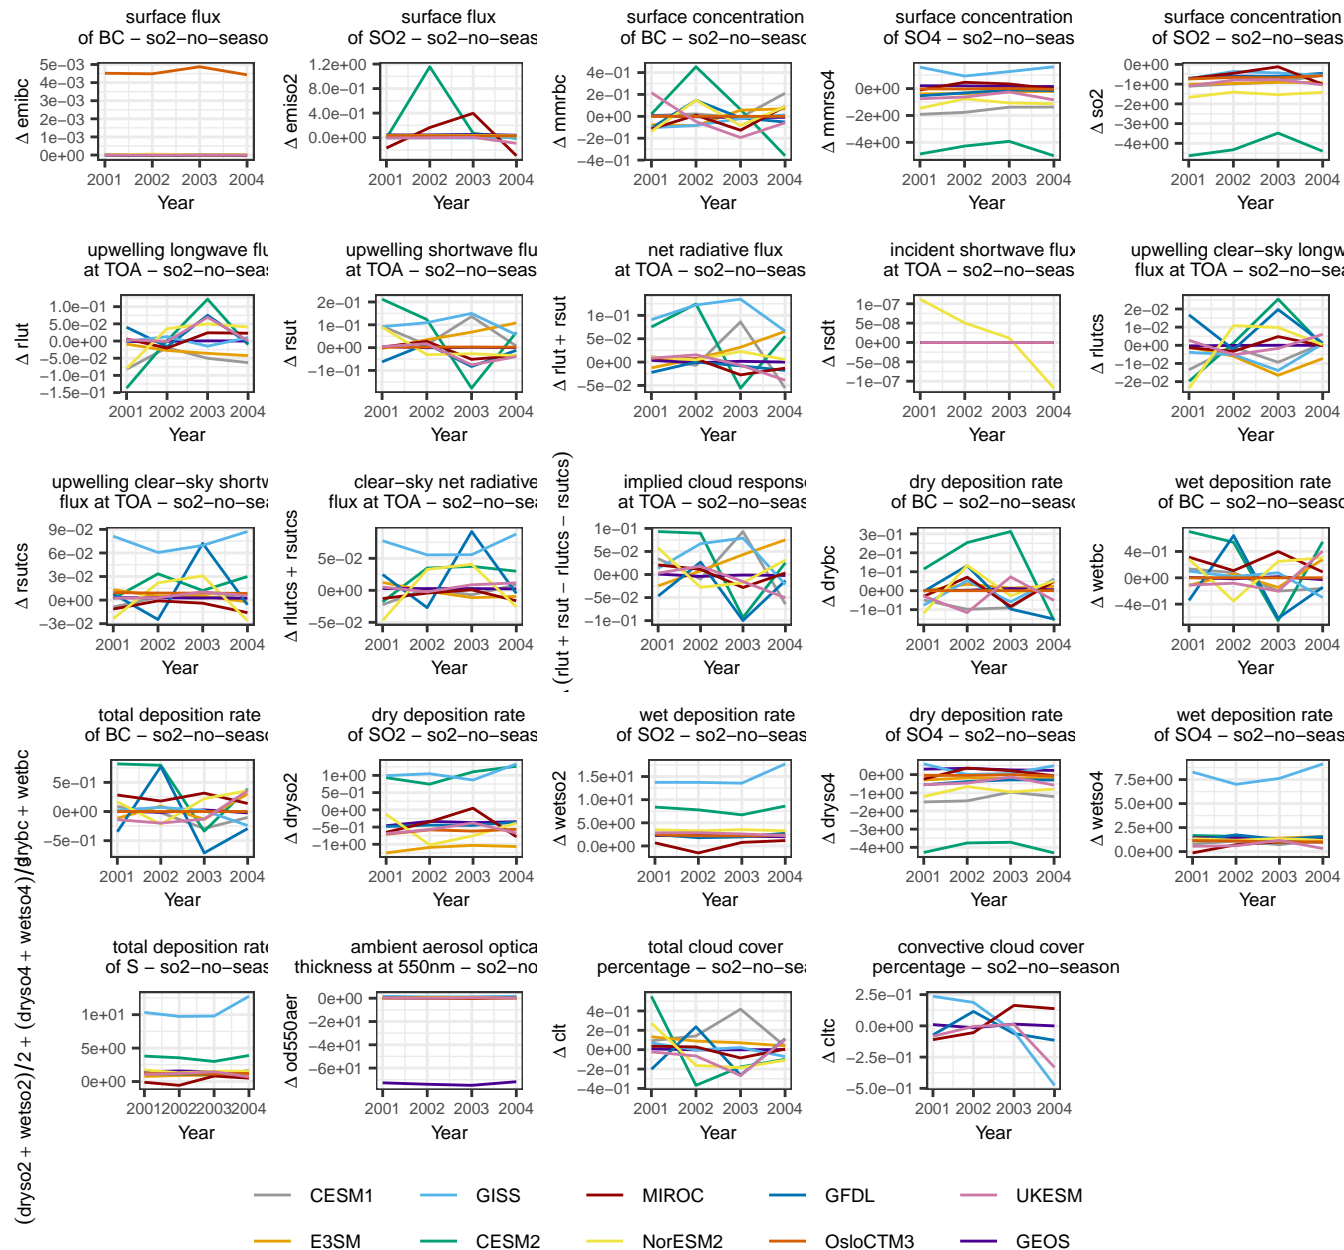 surface flux
of BC − so2−no−seaso
surface flux
of SO2 − so2−no−seas
surface concentration
of BC − so2−no−seasc
surface concentration
of SO4 − so2−no−seas
surface concentration
of SO2 − so2−no−seas
Δ emibc
5e−03
4e−03
3e−03
2e−03
1e−03
0e+00
2001 2002 2003 2004
Year
Δ emiso2
1.2e+00
8.0e−01
4.0e−01
0.0e+00
2001 2002 2003 2004
Year
Δ mmrbc
4e−01
2e−01
0e+00
−2e−01
−4e−01
2001 2002 2003 2004
Year
Δ mmrso4
0e+00
−2e+00
−4e+00
2001 2002 2003 2004
Year
Δ so2
0e+00
−1e+00
−2e+00
−3e+00
−4e+00
2001 2002 2003 2004
Year
upwelling longwave flu
at TOA − so2−no−seas
upwelling shortwave flu
at TOA − so2−no−seas
net radiative flux
at TOA − so2−no−seas
incident shortwave flux
at TOA − so2−no−seas
upwelling clear−sky longw
flux at TOA − so2−no−seas
Δ rlut
1.0e−01
5.0e−02
0.0e+00
−5.0e−02
−1.0e−01
−1.5e−01
2001 2002 2003 2004
Year
Δ rsut
2e−01
1e−01
0e+00
−1e−01
2001 2002 2003 2004
Year
Δ rlut + rsut
1e−01
5e−02
0e+00
−5e−02
2001 2002 2003 2004
Year
Δ rsdt
1e−07
5e−08
0e+00
−5e−08
−1e−07
2001 2002 2003 2004
Year
Δ rlutcs
2e−02
1e−02
0e+00
−1e−02
−2e−02
2001 2002 2003 2004
Year
upwelling clear−sky shortw
flux at TOA − so2−no−sea
clear−sky net radiative
flux at TOA − so2−no−sea
implied cloud response
at TOA − so2−no−seas
dry deposition rate
of BC − so2−no−seasc
wet deposition rate
of BC − so2−no−seasc
Δ rsutcs
9e−02
6e−02
3e−02
0e+00
−3e−02
2001 2002 2003 2004
Year
Δ rlutcs + rsutcs
5e−02
0e+00
−5e−02
2001 2002 2003 2004
Year
(rlut + rsut − rlutcs − rsutcs)
1e−01
5e−02
0e+00
−5e−02
−1e−01
2001 2002 2003 2004
Year
Δ drybc
3e−01
2e−01
1e−01
0e+00
−1e−01
2001 2002 2003 2004
Year
Δ wetbc
4e−01
0e+00
−4e−01
2001 2002 2003 2004
Year
total deposition rate
of BC − so2−no−seasc
dry deposition rate
of SO2 − so2−no−seas
wet deposition rate
of SO2 − so2−no−seas
dry deposition rate
of SO4 − so2−no−seas
wet deposition rate
of SO4 − so2−no−seas
drybc + wetbc
5e−01
0e+00
−5e−01
2001 2002 2003 2004
Year
Δ dryso2
1e+00
5e−01
0e+00
−5e−01
−1e+00
2001 2002 2003 2004
Year
Δ wetso2
1.5e+01
1.0e+01
5.0e+00
0.0e+00
2001 2002 2003 2004
Year
Δ dryso4
0e+00
−1e+00
−2e+00
−3e+00
−4e+00
2001 2002 2003 2004
Year
Δ wetso4
7.5e+00
5.0e+00
2.5e+00
0.0e+00
2001 2002 2003 2004
Year
total deposition rate
of S − so2−no−seas
ambient aerosol optica
thickness at 550nm − so2−no
total cloud cover
percentage − so2−no−sea
convective cloud cover
percentage − so2−no−season
(dryso2 + wetso2)/2 + (dryso4 + wetso4)/
1e+01
5e+00
0e+00
2001 2002 2003 2004
Year
Δ od550aer
0e+00
−2e+01
−4e+01
−6e+01
2001 2002 2003 2004
Year
Δ clt
4e−01
2e−01
0e+00
−2e−01
−4e−01
2001 2002 2003 2004
Year
Δ cltc
2.5e−01
0.0e+00
−2.5e−01
−5.0e−01
2001 2002 2003 2004
Year
CESM1 GISS MIROC GFDL UKESM
E3SM CESM2 NorESM2 OsloCTM3 GEOS